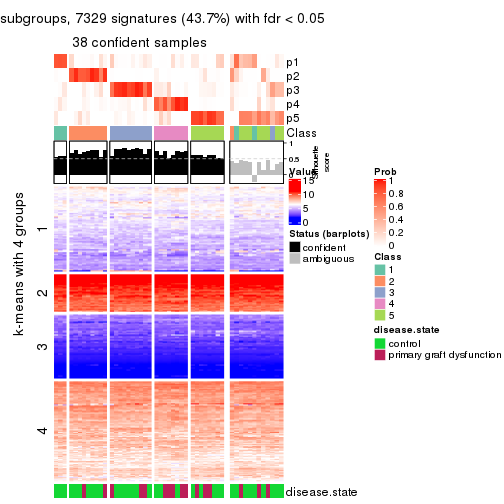 subgroups, 7329 signatures (43.7%) with fdr < 0.05
38 confident samples
p1
p2
p3
p4
p5
Class
1
0.5
0
Silhouette
score
k-means with 4 groups
1
2
3
4
disease.state
Value
15
10
5
0
Status (barplots)
confident
ambiguous
Prob
1
0.8
0.6
0.4
0.2
0
Class
1
2
3
4
5
disease.state
control
primary graft dysfunction